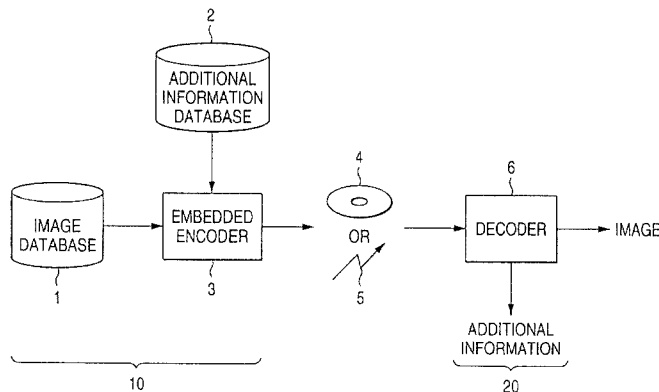 2
ADDITIONAL
INFORMATION
DATABASE
4
6
IMAGE
DATABASE
EMBEDDED
ENCODER
OR
DECODER
IMAGE
1
3
5
ADDITIONAL
INFORMATION
10
20